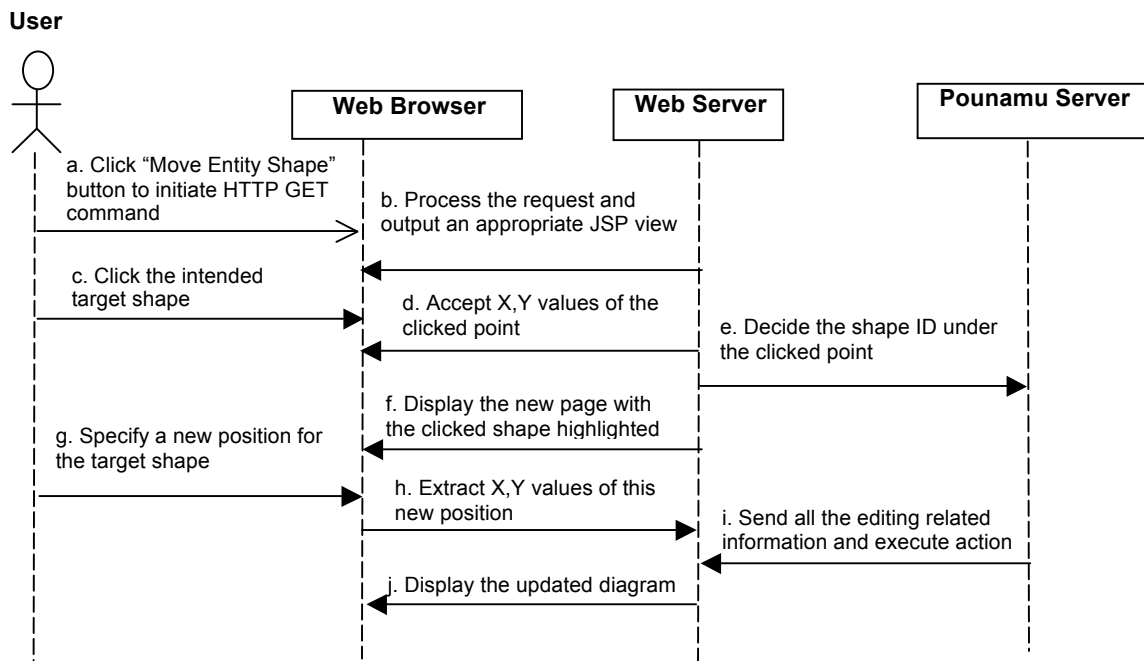 User
Web Browser
Web Server
Pounamu Server
a. Click “Move Entity Shape”
button to initiate HTTP GET
command
b. Process the request and
output an appropriate JSP view
c. Click the intended
target shape
d. Accept X,Y values of the
clicked point
e. Decide the shape ID under
the clicked point
f. Display the new page with
the clicked shape highlighted
g. Specify a new position for
the target shape
h. Extract X,Y values of this
new position
i. Send all the editing related
information and execute action
j. Display the updated diagram